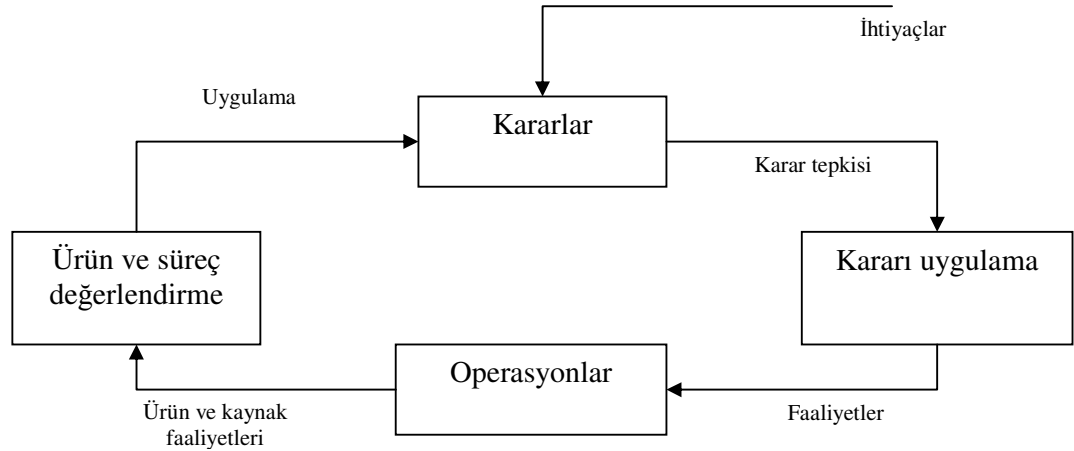 İhtiyaçlar
Uygulama
Kararlar
Karar tepkisi
Ürün ve süreç
değerlendirme
Kararı uygulama
Operasyonlar
Ürün ve kaynak
faaliyetleri
Faaliyetler